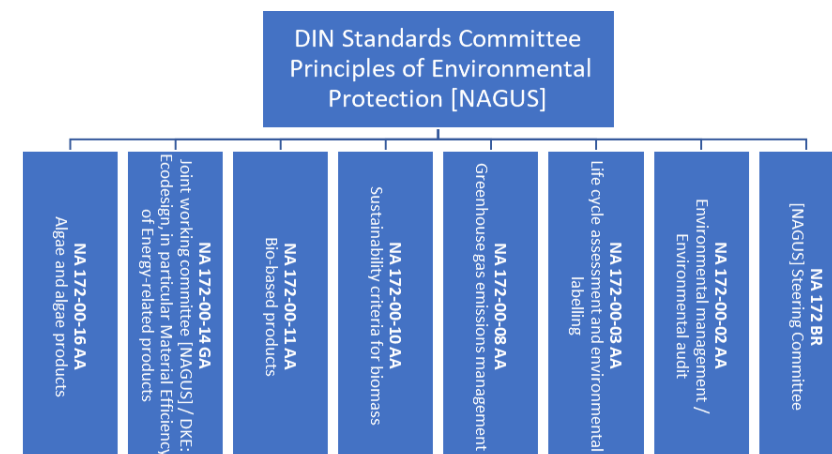 DIN Standards Committee
Principles of Environmental
Protection [NAGUS]
NA 172-00-16 AA
Algae and algae products
NA 172-00-14 GA
Joint working committee [NAGUS] / DKE:
Ecodesign, in particular Material Efficiency
of Energy-related products
NA 172-00-11 AA
Bio-based products
NA 172-00-10 AA
Sustainability criteria for biomass
NA 172-00-08 AA
Greenhouse gas emissions management
NA 172-00-03 AA
Life cycle assessment and environmental
labelling
NA 172-00-02 AA
Environmental management /
Environmental audit
NA 172 BR
[NAGUS] Steering Committee